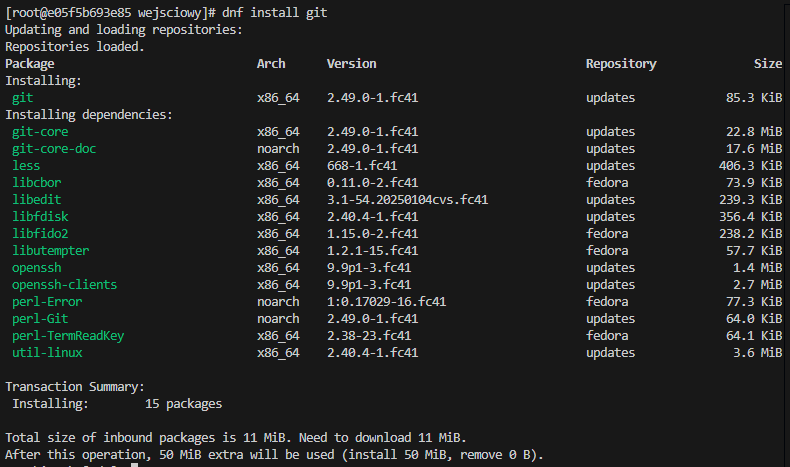 [root@e05f5b693e85 wejsciowy]# dnf install git
Updating and loading repositories:
Repositories loaded.
Package Arch Version Repository Size
Installing:
git x86_64 2.49.0-1.fc41 updates 85.3 KiB
Installing dependencies:
git-core x86_64 2.49.0-1.fc41 updates 22.8 MiB
git-core-doc noarch 2.49.0-1.fc41 updates 17.6 MiB
less x86_64 668-1.fc41 updates 406.3 KiB
libcbor x86_64 0.11.0-2.fc41 fedora 73.9 KiB
libedit x86_64 3.1-54.20250104cvs.fc41 updates 239.3 KiB
libfdisk x86_64 2.40.4-1.fc41 updates 356.4 KiB
libfido2 x86_64 1.15.0-2.fc41 fedora 238.2 KiB
libutempter x86_64 1.2.1-15.fc41 fedora 57.7 KiB
openssh x86_64 9.9p1-3.fc41 updates 1.4 MiB
openssh-clients x86_64 9.9p1-3.fc41 updates 2.7 MiB
perl-Error noarch 1:0.17029-16.fc41 fedora 77.3 KiB
perl-Git noarch 2.49.0-1.fc41 updates 64.0 KiB
perl-TermReadKey x86_64 2.38-23.fc41 fedora 64.1 KiB
util-linux x86_64 2.40.4-1.fc41 updates 3.6 MiB
Transaction Summary:
Installing: 15 packages
Total size of inbound packages is 11 MiB. Need to download 11 MiB.
After this operation, 50 MiB extra will be used (install 50 MiB, remove 0 B).